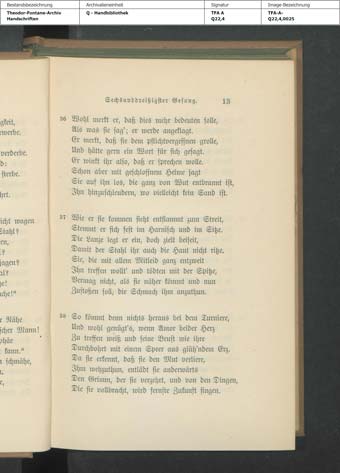 Bestandsbezeichnung Archivalieneinheit Signatur Image-Bezeichnung
Theodor-Fontane-Archiv Q - Handbibliothek TFA A TFA-A-
Handschriften Q22,4 Q22,4,0025
Sechsunddreißigster Gesang. 13
36 Wohl merkt er, daß dies mehr bedeuten solle,
Als was sie sag'; er werde angeklagt.
Er merkt, daß sie dem pflichtvergeßnen grolle,
Und hätte gern ein Wort für sich gesagt.
Er winkt ihr also, daß er sprechen wolle.
Schon aber mit geschloßnem Helme jagt
Sie auf ihn los, die ganz von Wut entbrannt ist,
Ihn hinzuschleudern, wo vielleicht kein Sand ist.
37 Wie er sie kommen sieht entflammt zum Streit,
Stemmt er sich fest im Harnisch und im Sitze.
Die Lanze legt er ein, doch zielt beiseit,
Damit der Stahl ihr auch die Haut nicht ritze.
Sie, die mit allem Mitleid ganz entzweit
Ihn treffen wollt' und tödten mit der Spitze,
Vermag nicht, als sie näher kommt und nun
Zustoßen soll, die Schmach ihm anzuthun.
38 So kömmt denn nichts heraus bei dem Turniere,
Und wohl genügt's, wenn Amor beider Herz
Zu treffen weiß und seine Brust wie ihre
Durchbohrt mit einem Speer aus glüh'ndem Erz.
Da sie erkennt, daß sie den Mut verliere,
Ihm wehzuthun, entlädt sie anderwärts
Den Grimm, der sie verzehrt, und von den Dingen,
Die sie vollbracht, wird fernste Zukunft singen.